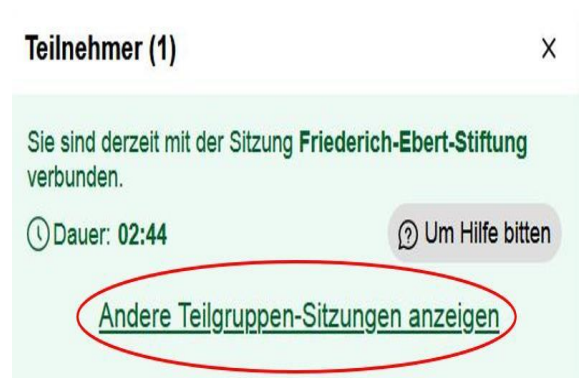 Teilnehmer (1)
Sie sind derzeit mit der Sitzung Friederich-Ebert-Stiftung
verbunden.
Dauer: 02:44
Um Hilfe bitten
Andere Teilgruppen-Sitzungen anzeigen